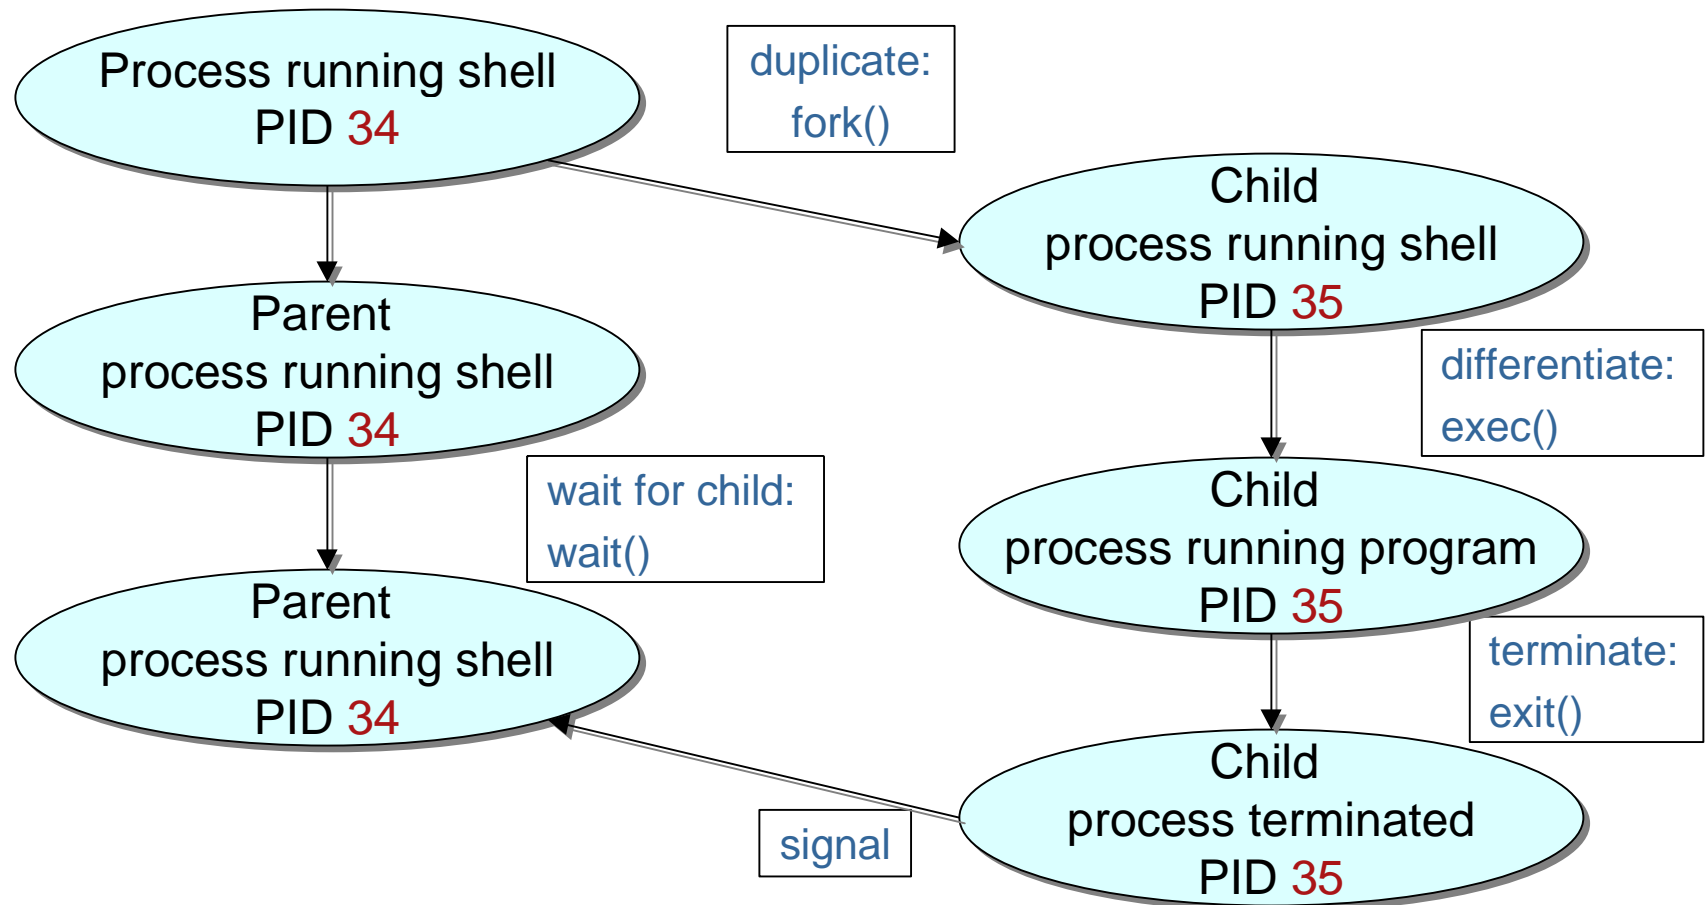 Process running shell
PID 34
duplicate:
fork()
Child
process running shell
PID 35
Parent
process running shell
PID 34
differentiate:
exec()
wait for child:
wait()
Child
process running program
PID 35
Parent
process running shell
PID 34
terminate:
exit()
Child
process terminated
PID 35
signal